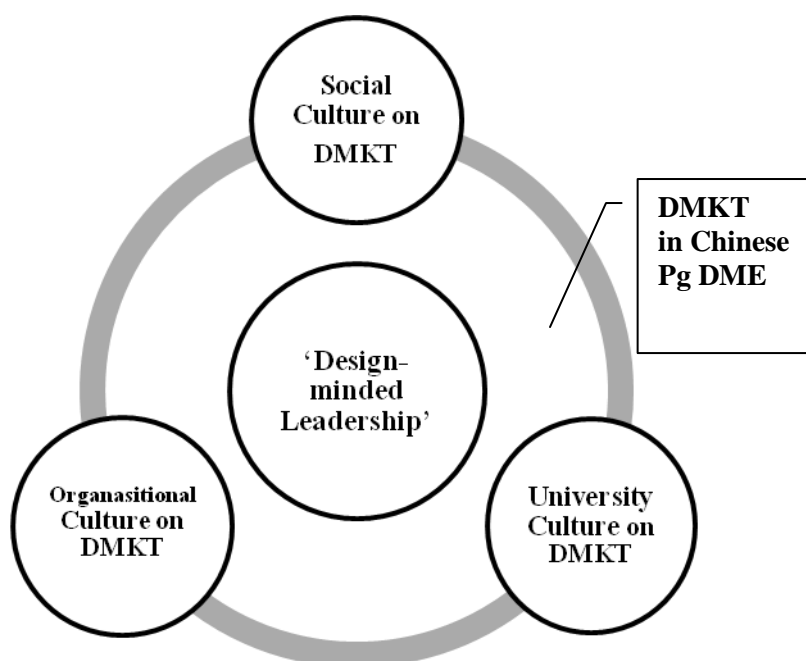 Social
Culture on
DMKT
DMKT
in Chinese
Pg DME
‘Design-
minded
Leadership’
Organasitional
Culture on
DMKT
University
Culture on
DMKT